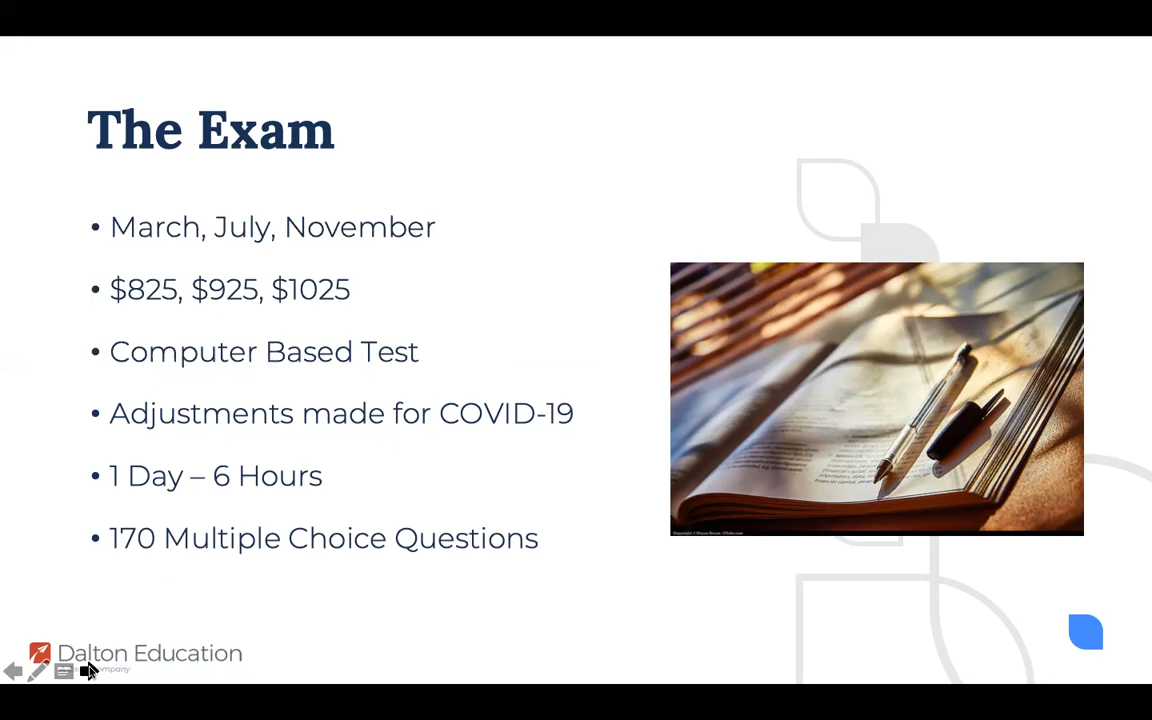 The Exam
• March, July, November
• $825, $925, $1025
• Computer Based Test
• Adjustments made for COVID-19
• 1 Day – 6 Hours
• 170 Multiple Choice Questions
Dalton Education
company